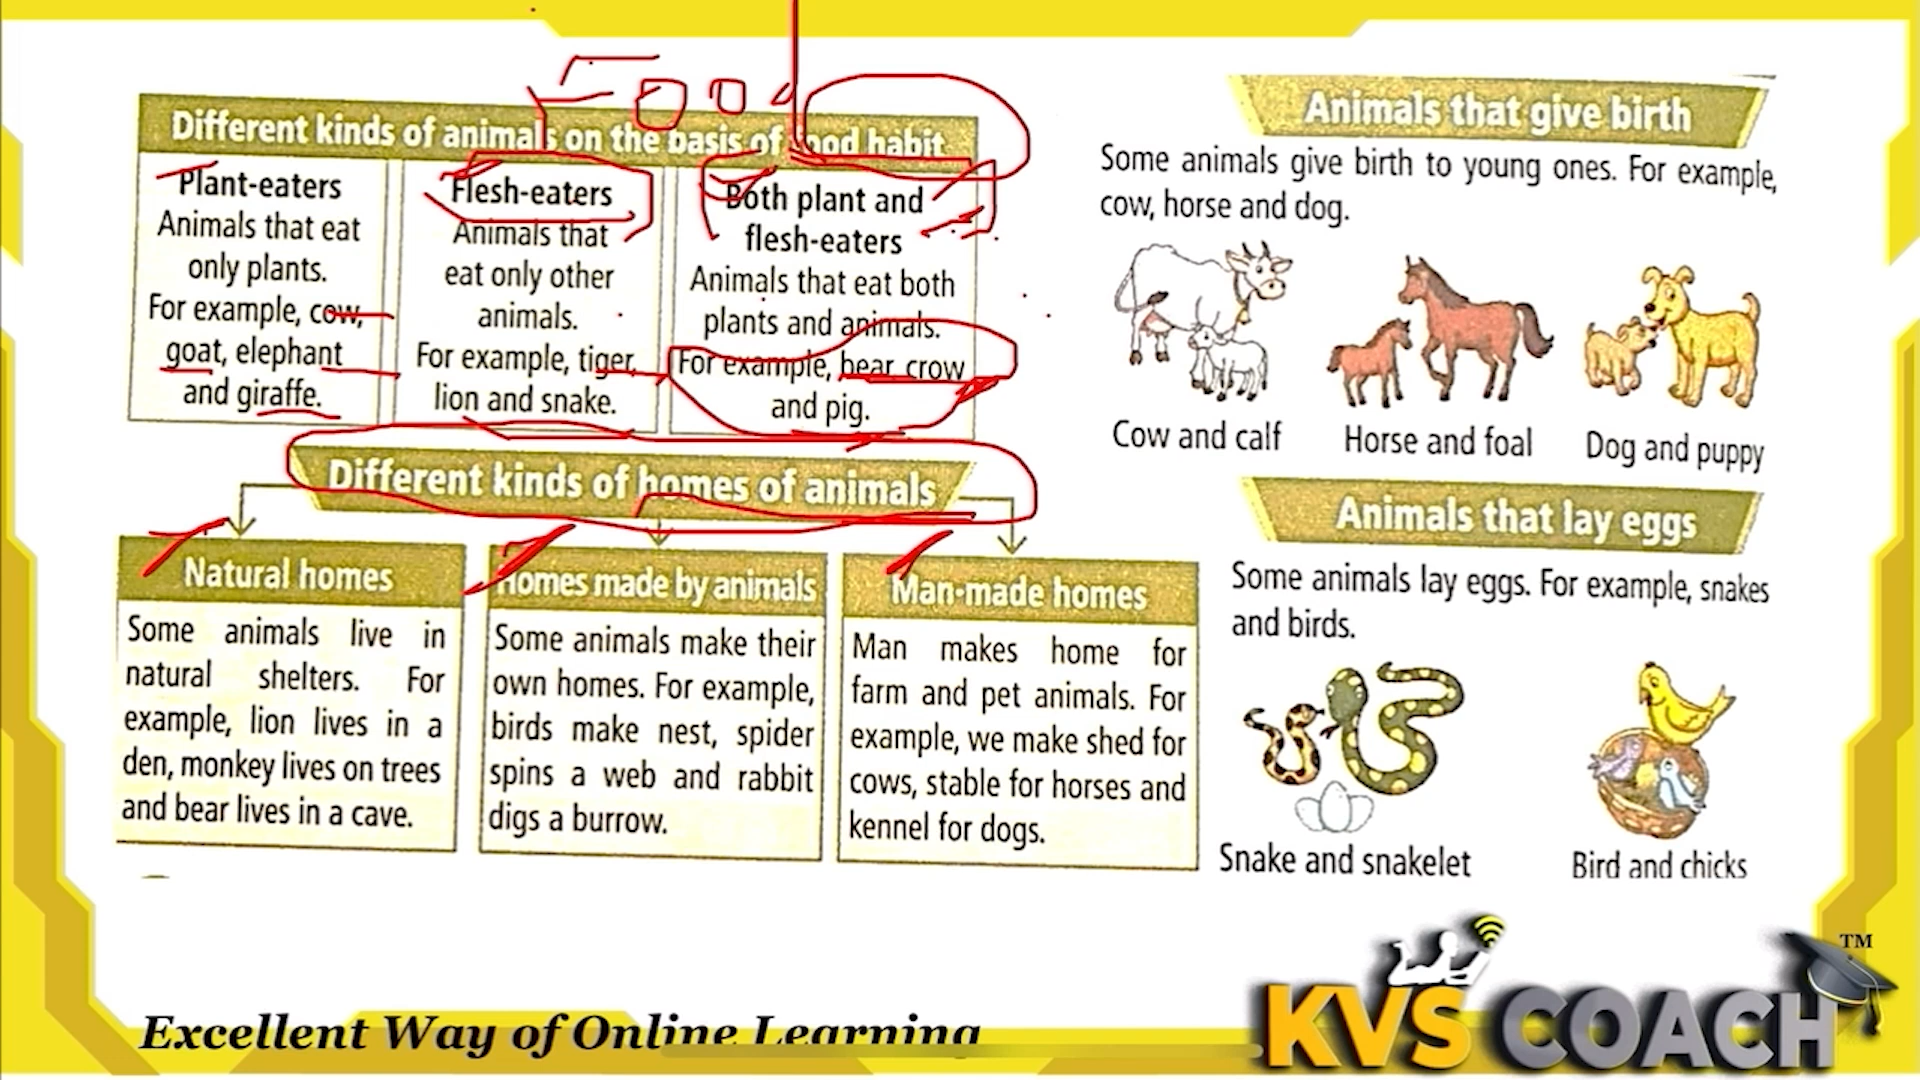 Food
Different kinds of animals on the basis of food habit
Plant-eaters
Animals that eat
only plants.
For example, cow,
goat, elephant
and giraffe.
Flesh-eaters
Animals that
eat only other
animals.
For example, tiger,
lion and snake.
Both plant and
flesh-eaters
Animals that eat both
plants and animals.
For example, bear, crow
and pig.
Different kinds of homes of animals
Natural homes
Some animals live in
natural shelters. For
example, lion lives in a
den, monkey lives on trees
and bear lives in a cave.
Homes made by animals
Some animals make their
own homes. For example,
birds make nest, spider
spins a web and rabbit
digs a burrow.
Man-made homes
Man makes home for
farm and pet animals. For
example, we make shed for
cows, stable for horses and
kennel for dogs.
Animals that give birth
Some animals give birth to young ones. For example,
cow, horse and dog.
Cow and calf
Horse and foal
Dog and puppy
Animals that lay eggs
Some animals lay eggs. For example, snakes
and birds.
Snake and snakelet
Bird and chicks
Excellent Way of Online Learning
KVS COACH
TM